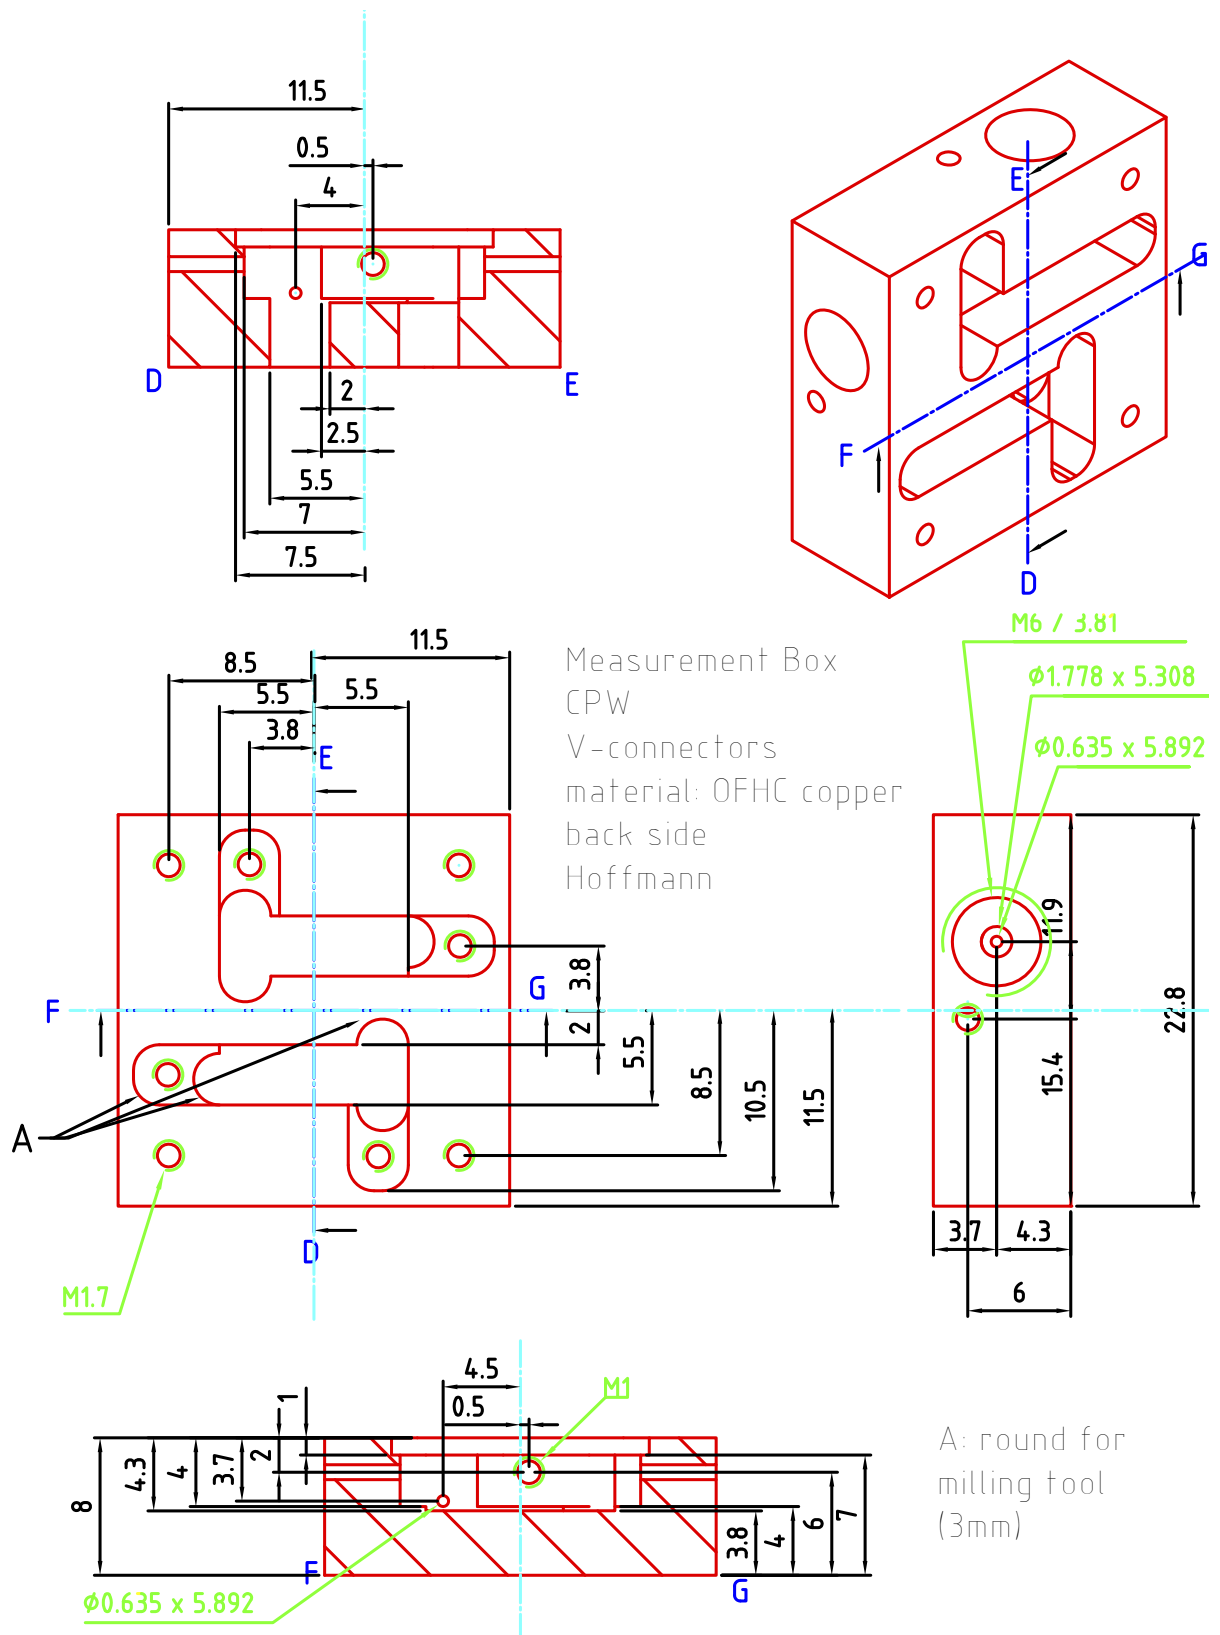 11.5
0.5
4
E
G
D
E
2
2.5
F
5.5
7
7.5
D
M6 / 3.81
11.5
8.5
5.5
5.5
3.8
E
Measurement Box
CPW
V-connectors
material: OFHC copper
back side
Hoffmann
ϕ1.778 x 5.308
ϕ0.635 x 5.892
11.9
F
G
3.8
2
5.5
8.5
10.5
11.5
15.4
22.8
A
3.7
4.3
D
6
M1.7
4.5
1
M1
0.5
2
8
4.3
4
3.7
3.8
4
6
7
F
G
ϕ0.635 x 5.892
A: round for
milling tool
(3mm)